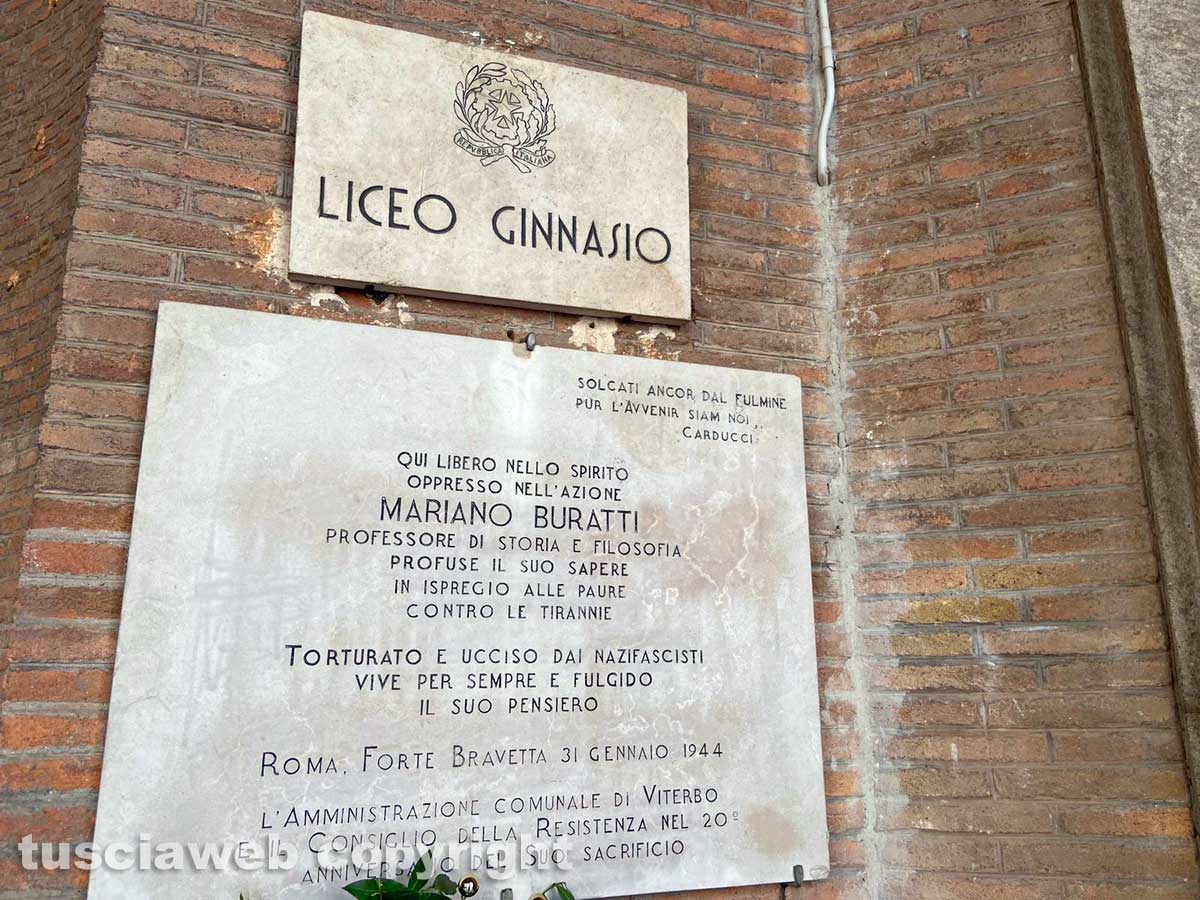 REPVBBLICA ITALIANA
LICEO GINNASIO
SOLCATI ANCOR DAL FULMINE
PUR L'AVVENIR SIAM NOI
CARDUCCI
QUI LIBERO NELLO SPIRITO
OPPRESSO NELL'AZIONE
MARIANO BURATTI
PROFESSORE DI STORIA E FILOSOFIA
PROFUSE IL SUO SAPERE
IN ISPREGIO ALLE PAURE
CONTRO LE TIRANNIE
TORTURATO E UCCISO DAI NAZIFASCISTI
VIVE PER SEMPRE E FULGIDO
IL SUO PENSIERO
ROMA, FORTE BRAVETTA 31 GENNAIO 1944
L'AMMINISTRAZIONE COMUNALE DI VITERBO
E IL CONSIGLIO DELLA RESISTENZA NEL 20º
ANNIVERSARIO DEL SUO SACRIFICIO
tusciaweb copyright